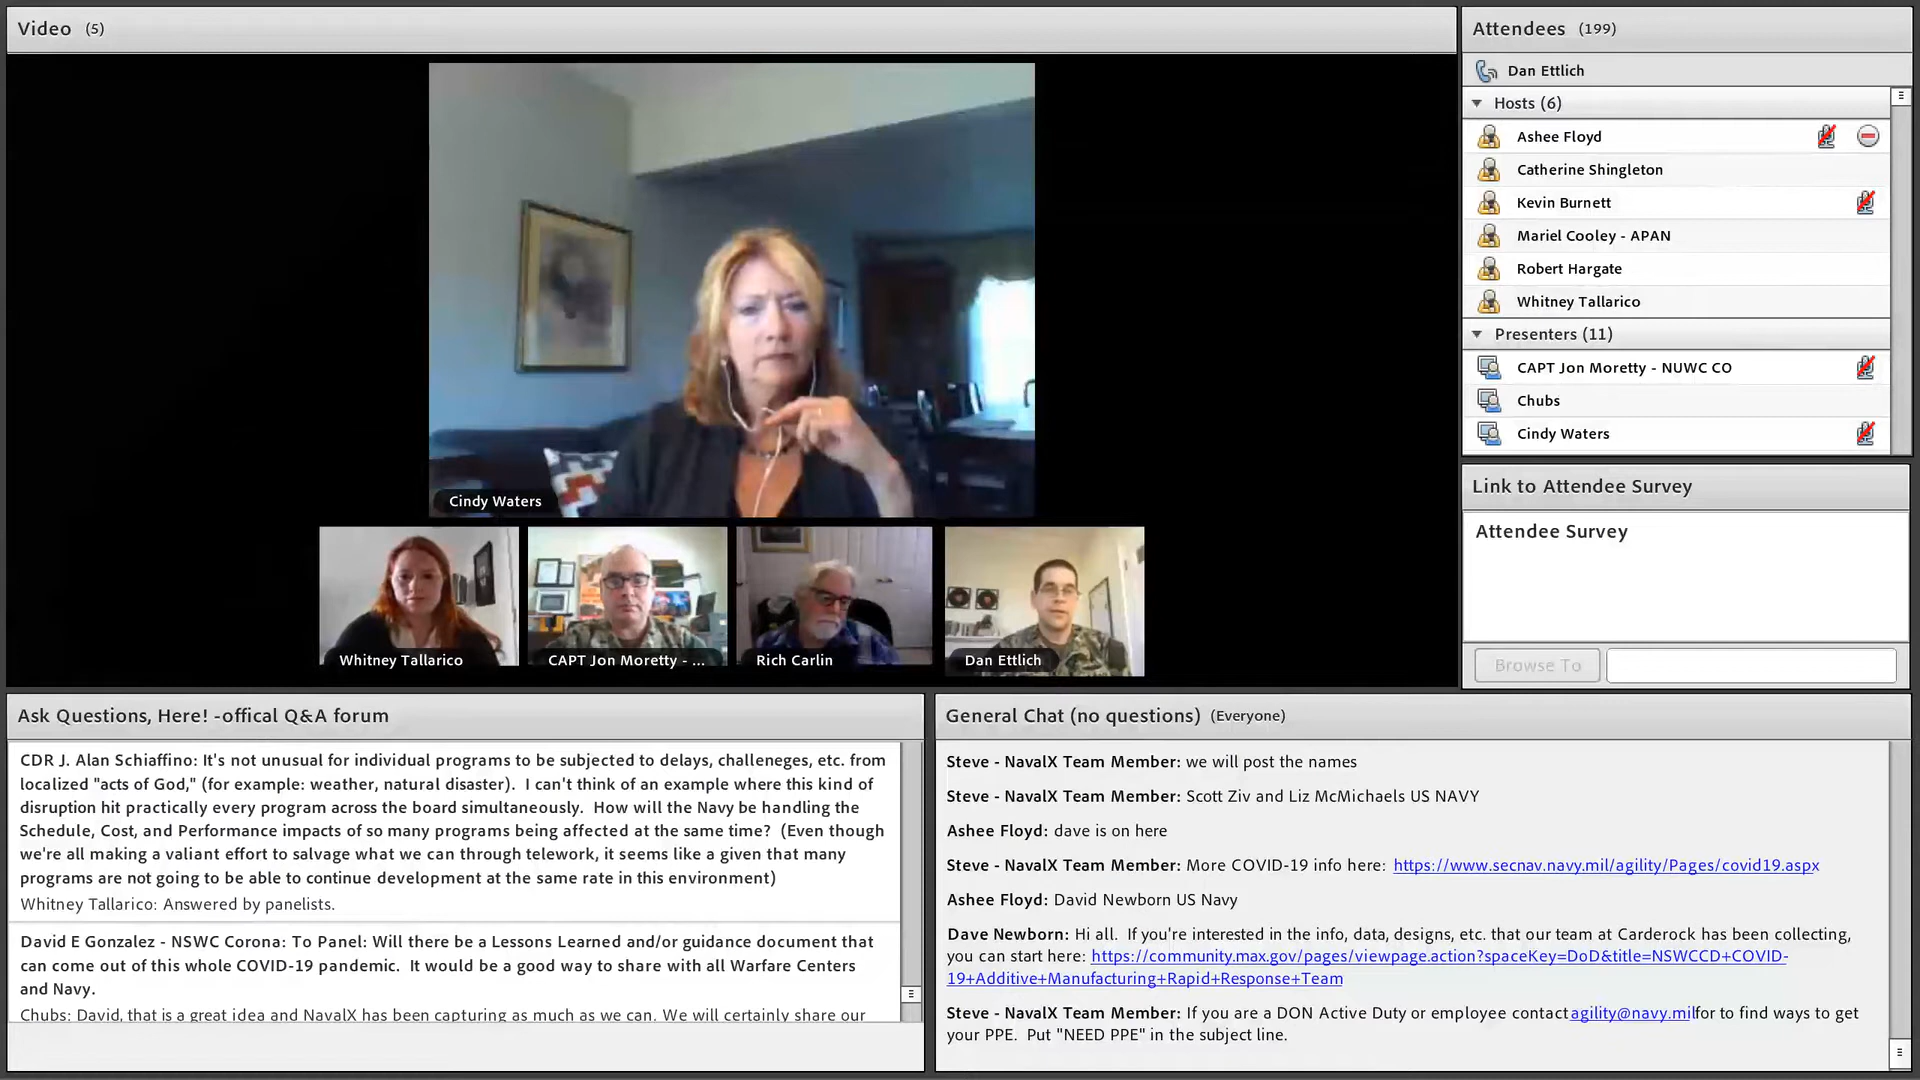 Video (5)
Cindy Waters
Whitney Tallarico
CAPT Jon Moretty - ...
Rich Carlin
Dan Ettlich
Attendees (199)
Dan Ettlich
Hosts (6)
Ashee Floyd
Catherine Shingleton
Kevin Burnett
Mariel Cooley - APAN
Robert Hargate
Whitney Tallarico
Presenters (11)
CAPT Jon Moretty - NUWC CO
Chubs
Cindy Waters
Link to Attendee Survey
Attendee Survey
Browse To
Ask Questions, Here! -offical Q&A forum
CDR J. Alan Schiaffino: It's not unusual for individual programs to be subjected to delays, challeneges, etc. from
localized "acts of God," (for example: weather, natural disaster).  I can't think of an example where this kind of
disruption hit practically every program across the board simultaneously.  How will the Navy be handling the
Schedule, Cost, and Performance impacts of so many programs being affected at the same time?  (Even though
we're all making a valiant effort to salvage what we can through telework, it seems like a given that many
programs are not going to be able to continue development at the same rate in this environment)
Whitney Tallarico: Answered by panelists.
David E Gonzalez - NSWC Corona: To Panel: Will there be a Lessons Learned and/or guidance document that
can come out of this whole COVID-19 pandemic.  It would be a good way to share with all Warfare Centers
and Navy.
Chubs: David, that is a great idea and NavalX has been capturing as much as we can. We will certainly share our
General Chat (no questions) (Everyone)
Steve - NavalX Team Member: we will post the names
Steve - NavalX Team Member: Scott Ziv and Liz McMichaels US NAVY
Ashee Floyd: dave is on here
Steve - NavalX Team Member: More COVID-19 info here:  https://www.secnav.navy.mil/agility/Pages/covid19.aspx
Ashee Floyd: David Newborn US Navy
Dave Newborn: Hi all.  If you're interested in the info, data, designs, etc. that our team at Carderock has been collecting,
you can start here: https://community.max.gov/pages/viewpage.action?spaceKey=DoD&title=NSWCCD+COVID-
19+Additive+Manufacturing+Rapid+Response+Team
Steve - NavalX Team Member: If you are a DON Active Duty or employee contact agility@navy.mil for to find ways to get
your PPE.  Put "NEED PPE" in the subject line.